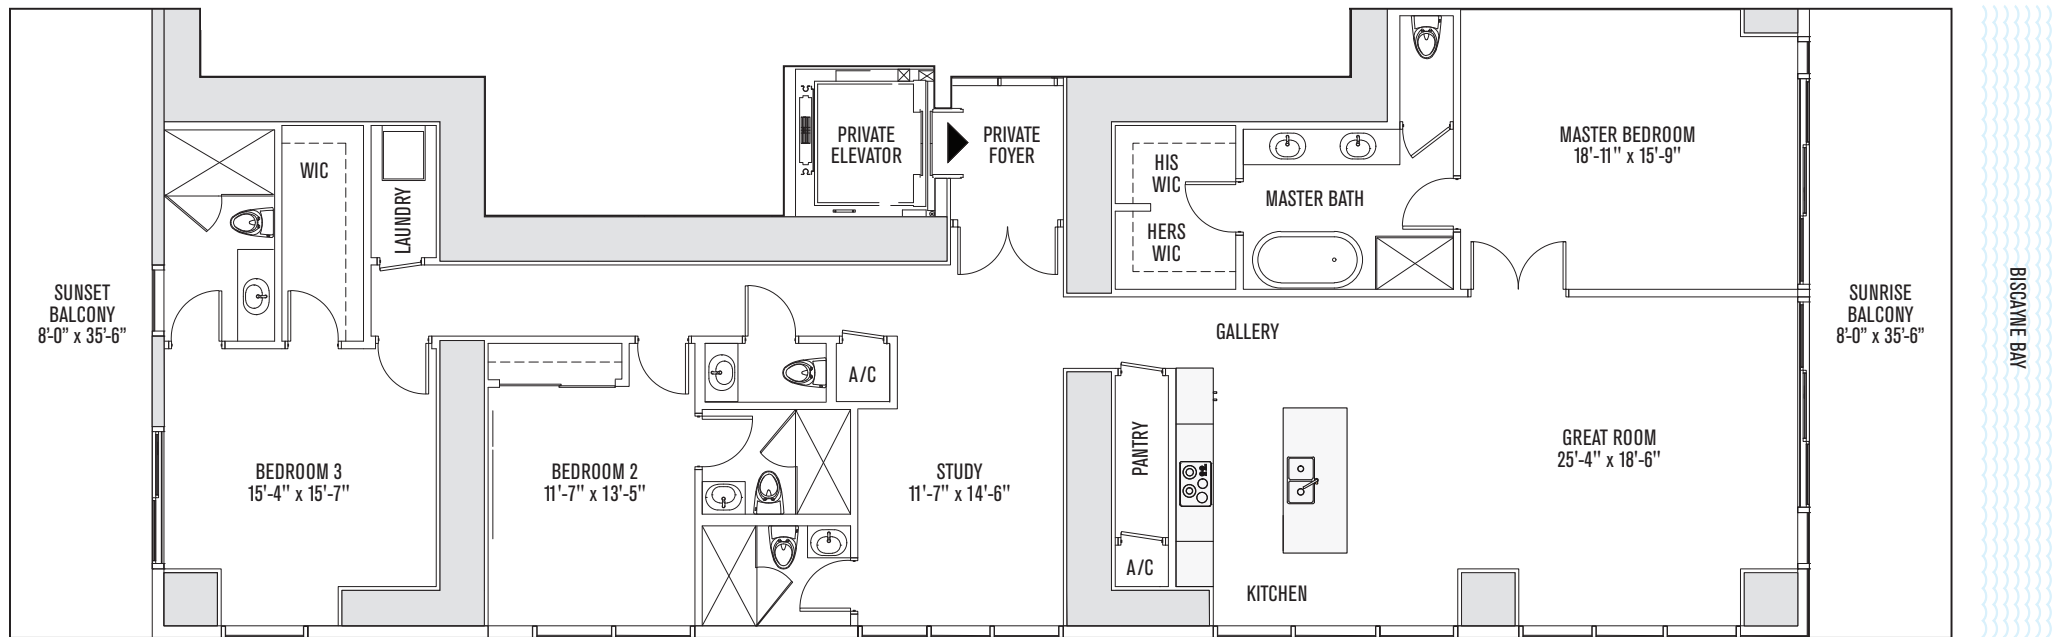 SUNSET
BALCONY
8'-0” x 35'-6”
WIC
LAUNDRY
PRIVATE
ELEVATOR
PRIVATE
FOYER
HIS
WIC
HERS
WIC
MASTER BATH
MASTER BEDROOM
18'-11" x 15'-9"
SUNRISE
BALCONY
8'-0” x 35'-6”
BISCAYNE BAY
GALLERY
A/C
BEDROOM 3
15'-4" x 15'-7"
BEDROOM 2
11'-7" x 13'-5"
STUDY
11'-7" x 14'-6"
PANTRY
A/C
KITCHEN
GREAT ROOM
25'-4" x 18'-6"